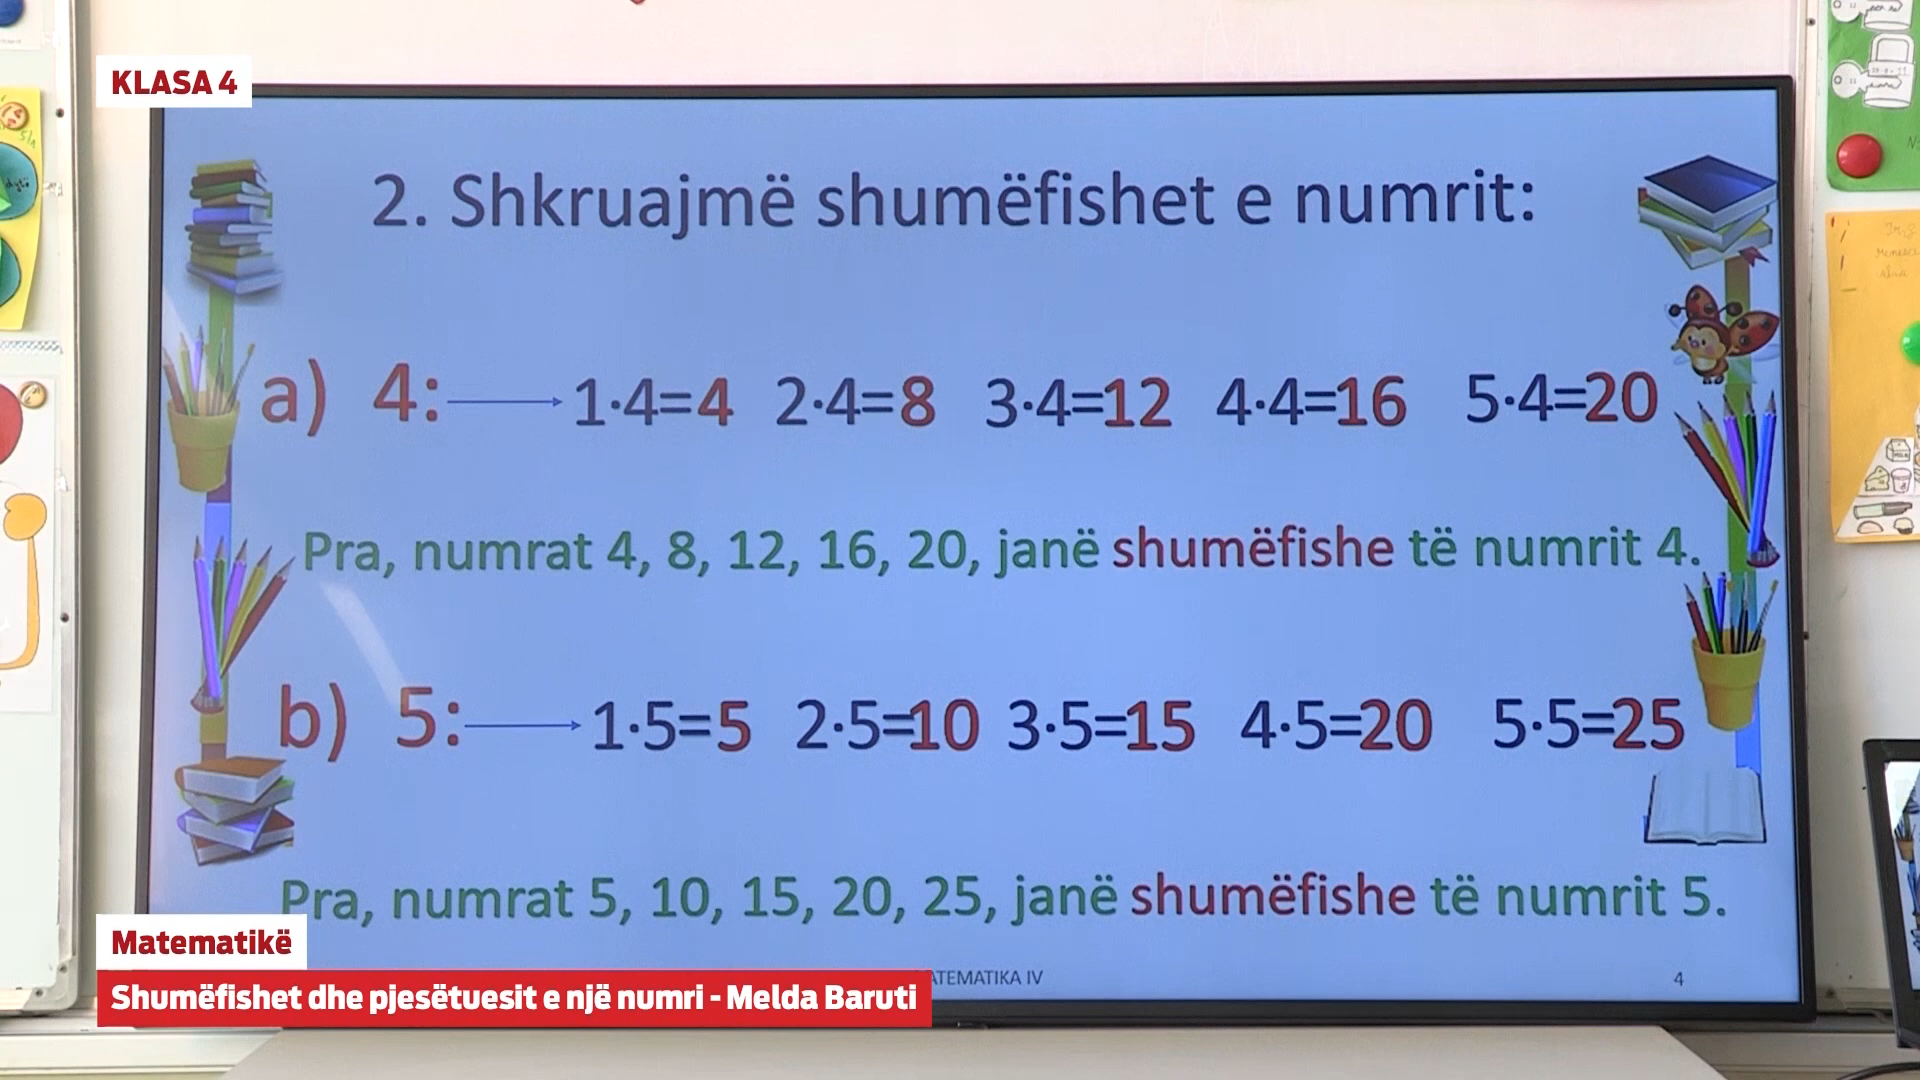 KLASA 4
2. Shkruajmë shumëfishet e numrit:
a) 4: 1·4=4 2·4=8 3·4=12 4·4=16 5·4=20
Pra, numrat 4, 8, 12, 16, 20, janë shumëfishe të numrit 4.
b) 5: 1·5=5 2·5=10 3·5=15 4·5=20 5·5=25
Pra, numrat 5, 10, 15, 20, 25, janë shumëfishe të numrit 5.
Matematikë
ATEMATIKA IV 4
Shumëfishet dhe pjesëtuesit e një numri - Melda Baruti